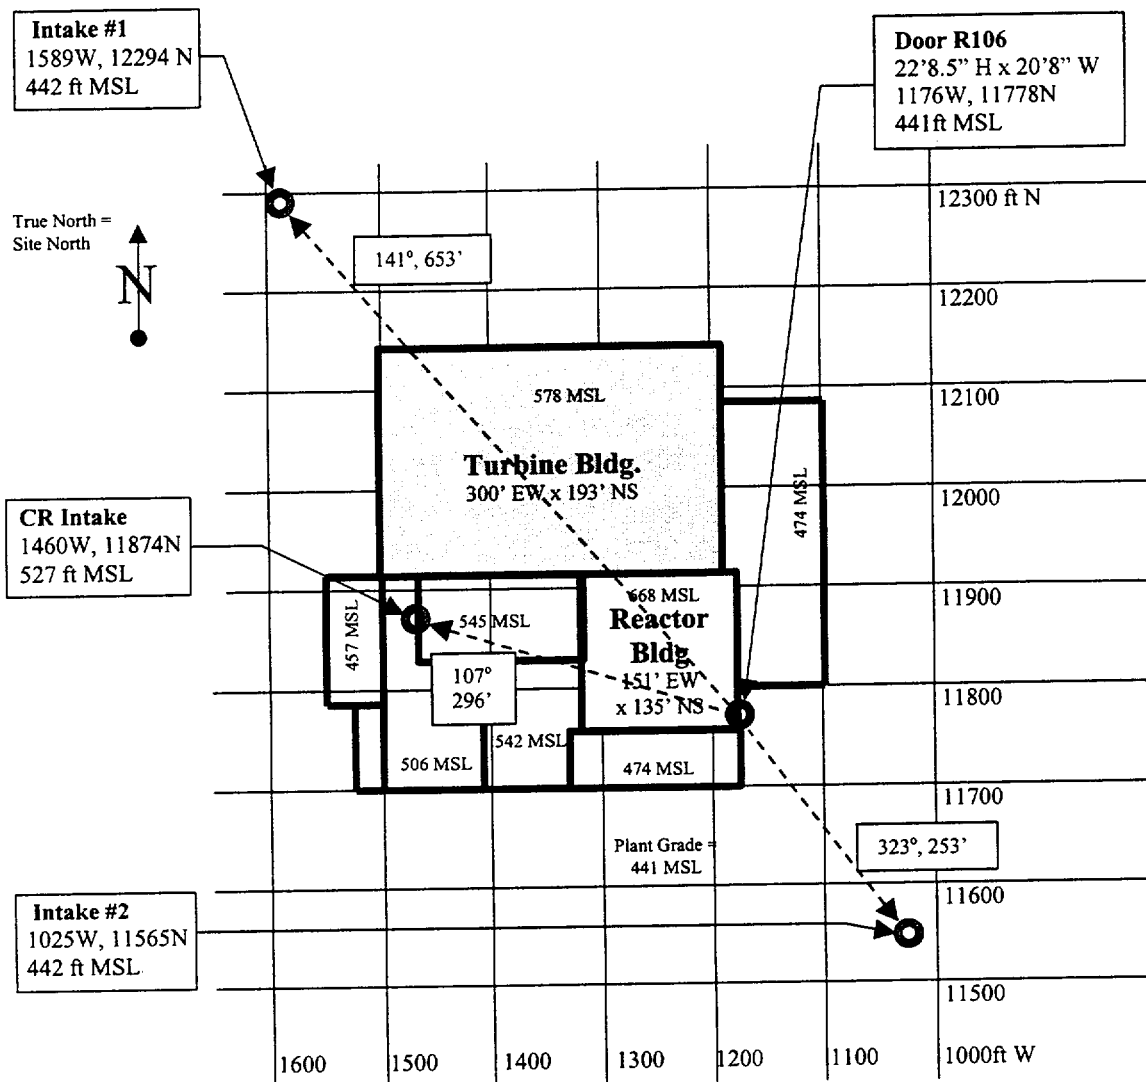 Intake #1
1589W, 12294 N
442 ft MSL
Door R106
22'8.5" H x 20'8" W
1176W, 11778N
441ft MSL
True North =
Site North
N
12300 ft N
141°, 653'
12200
578 MSL
12100
Turbine Bldg.
300' EW x 193' NS
474 MSL
12000
CR Intake
1460W, 11874N
527 ft MSL
668 MSL
11900
457 MSL
545 MSL
Reactor
Bldg
151' EW
x 135' NS
107°
296'
11800
542 MSL
506 MSL
474 MSL
11700
Plant Grade =
441 MSL
323°, 253'
11600
Intake #2
1025W, 11565N
442 ft MSL
11500
1600
1500
1400
1300
1200
1100
1000ft W